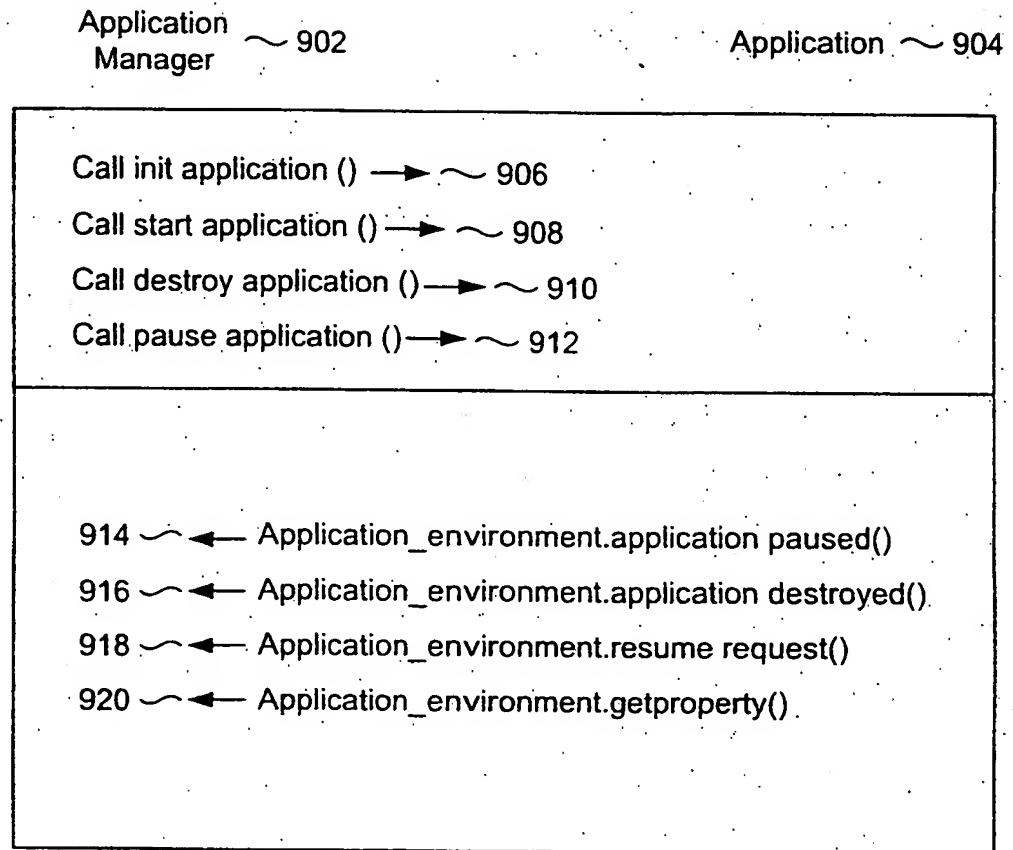 Application
Manager 902
Application 904
Call init application () 906
Call start application () 908
Call destroy application () 910
Call pause application () 912
914 Application_environment.application paused()
916 Application_environment.application destroyed()
918 Application_environment.resume request()
920 Application_environment.getproperty()